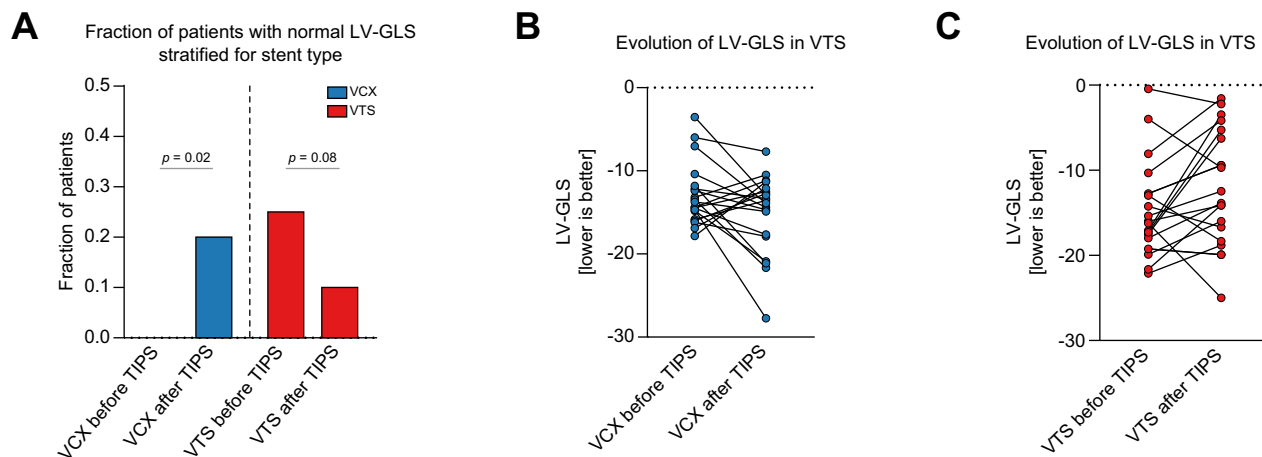 A
Fraction of patients with normal LV-GLS
stratified for stent type
Fraction of patients
0.5
0.4
0.3
0.2
0.1
0.0
VCX
VTS
p = 0.02
p = 0.08
VCX before TIPS
VCX after TIPS
VTS before TIPS
VTS after TIPS
B
Evolution of LV-GLS in VTS
LV-GLS
[lower is better]
0
-10
-20
-30
VCX before TIPS
VCX after TIPS
C
Evolution of LV-GLS in VTS
LV-GLS
[lower is better]
0
-10
-20
-30
VTS before TIPS
VTS after TIPS